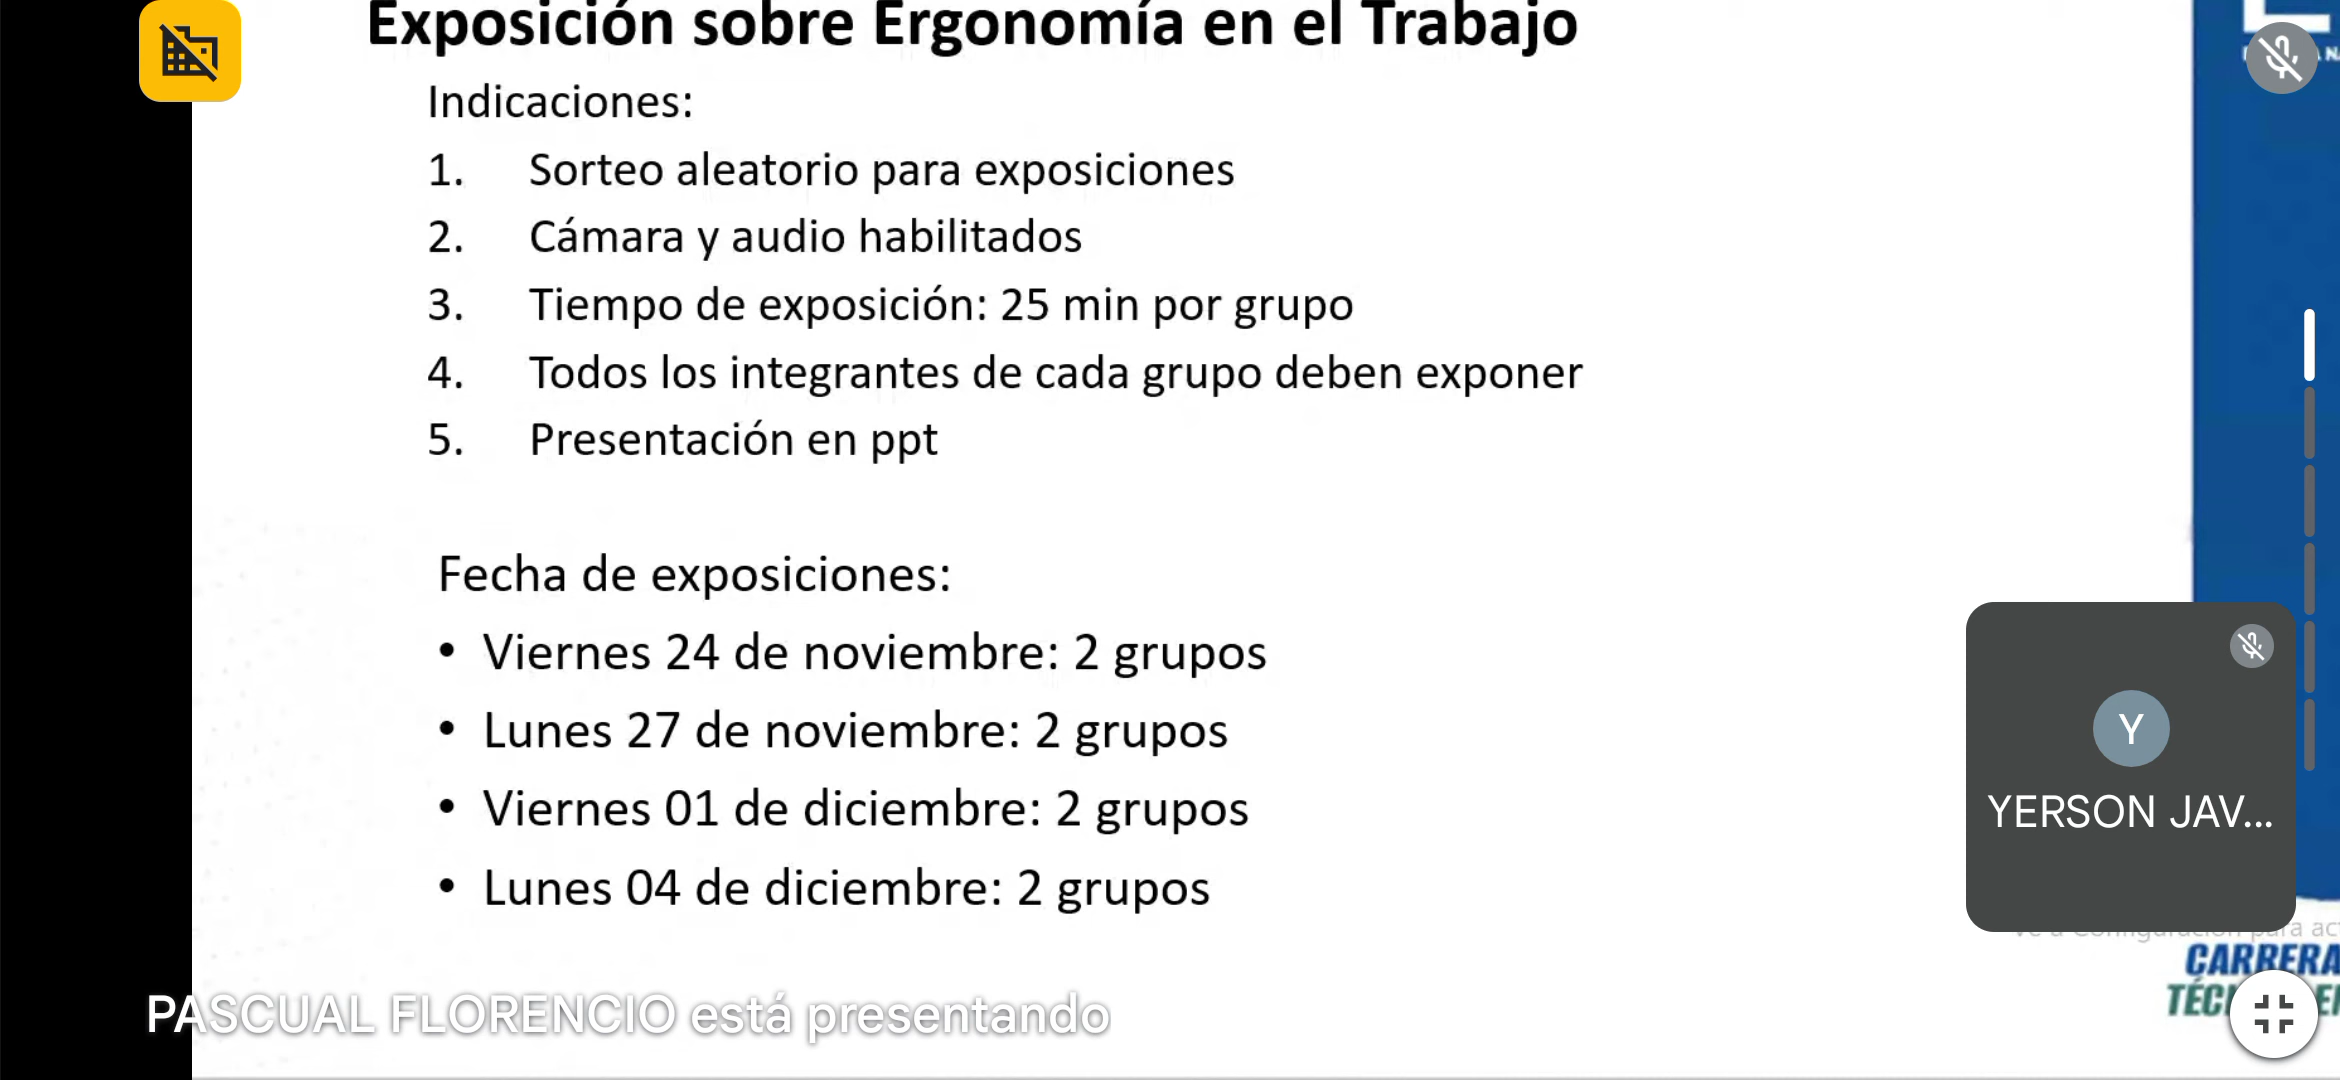 Exposición sobre Ergonomía en el Trabajo
Indicaciones:
1. Sorteo aleatorio para exposiciones
2. Cámara y audio habilitados
3. Tiempo de exposición: 25 min por grupo
4. Todos los integrantes de cada grupo deben exponer
5. Presentación en ppt
Fecha de exposiciones:
• Viernes 24 de noviembre: 2 grupos
• Lunes 27 de noviembre: 2 grupos
• Viernes 01 de diciembre: 2 grupos
• Lunes 04 de diciembre: 2 grupos
Y
YERSON JAV...
CARRERA
PASCUAL FLORENCIO está presentando